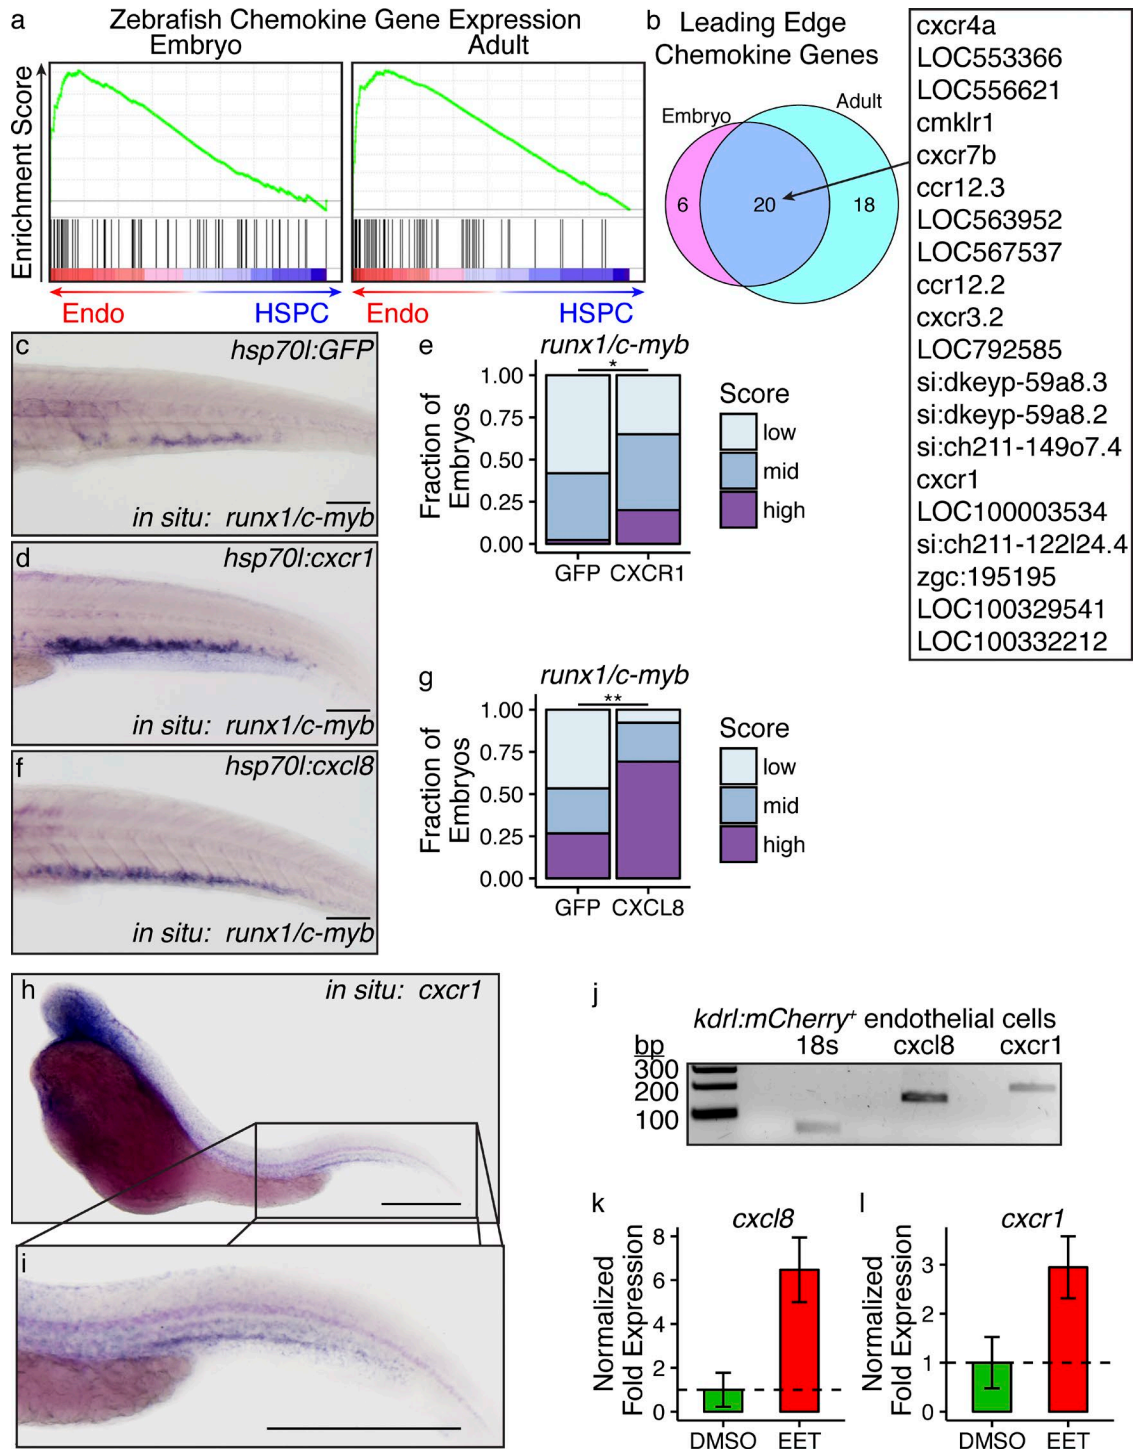 a
Zebrafish Chemokine Gene Expression
Embryo
Adult
Enrichment Score
Endo
HSPC
Endo
HSPC
b
Leading Edge
Chemokine Genes
Embryo
Adult
6
20
18
cxcr4a
LOC553366
LOC556621
cmklr1
cxcr7b
ccr12.3
LOC563952
LOC567537
ccr12.2
cxcr3.2
LOC792585
si:dkeyp-59a8.3
si:dkeyp-59a8.2
si:ch211-149o7.4
cxcr1
LOC100003534
si:ch211-122l24.4
zgc:195195
LOC100329541
LOC100332212
c
hsp70l:GFP
in situ: runx1/c-myb
d
hsp70l:cxcr1
in situ: runx1/c-myb
f
hsp70l:cxcl8
in situ: runx1/c-myb
e
runx1/c-myb
*
Fraction of
Embryos
1.00
0.75
0.50
0.25
0.00
GFP CXCR1
Score
low
mid
high
g
runx1/c-myb
**
Fraction of
Embryos
1.00
0.75
0.50
0.25
0.00
GFP CXCL8
Score
low
mid
high
h
in situ: cxcr1
i
j
kdrl:mCherry+ endothelial cells
bp 18s cxcl8 cxcr1
300
200
100
k
cxcl8
Normalized
Fold Expression
8
6
4
2
0
DMSO EET
l
cxcr1
Normalized
Fold Expression
3
2
1
0
DMSO EET